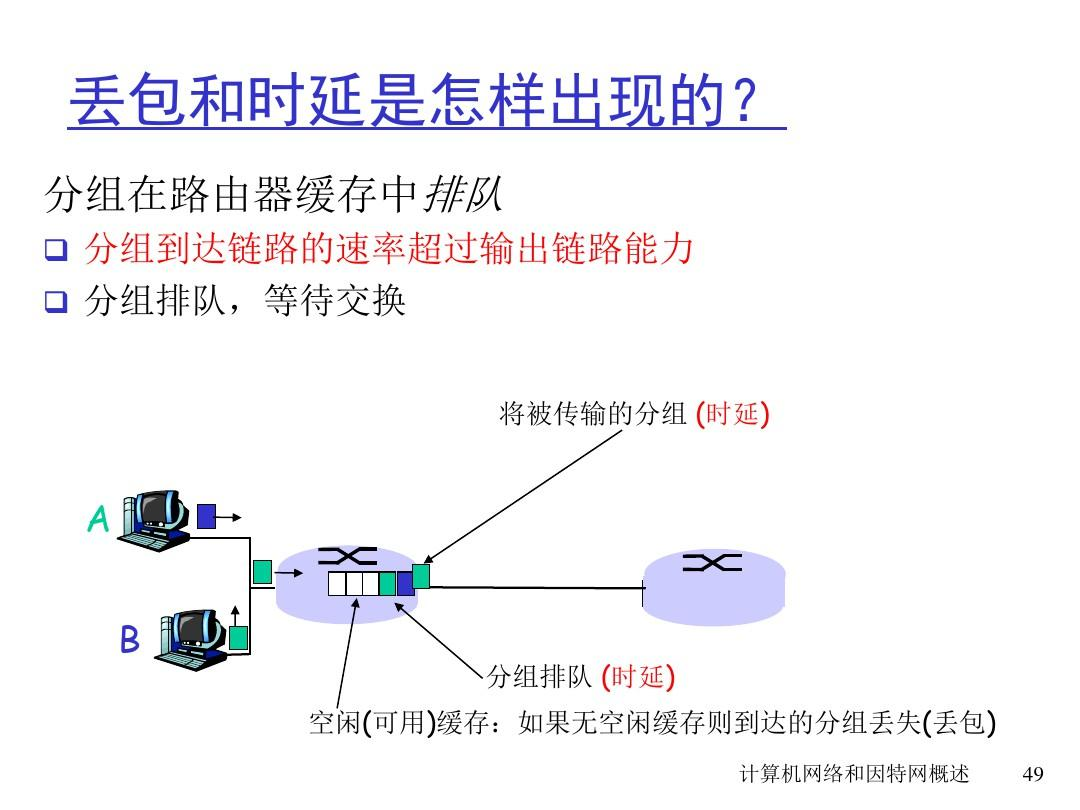 丢包和时延是怎样出现的?
分组在路由器缓存中排队
分组到达链路的速率超过输出链路能力
分组排队，等待交换
将被传输的分组 (时延)
A
B
分组排队 (时延)
空闲(可用)缓存：如果无空闲缓存则到达的分组丢失(丢包)
计算机网络和因特网概述 49